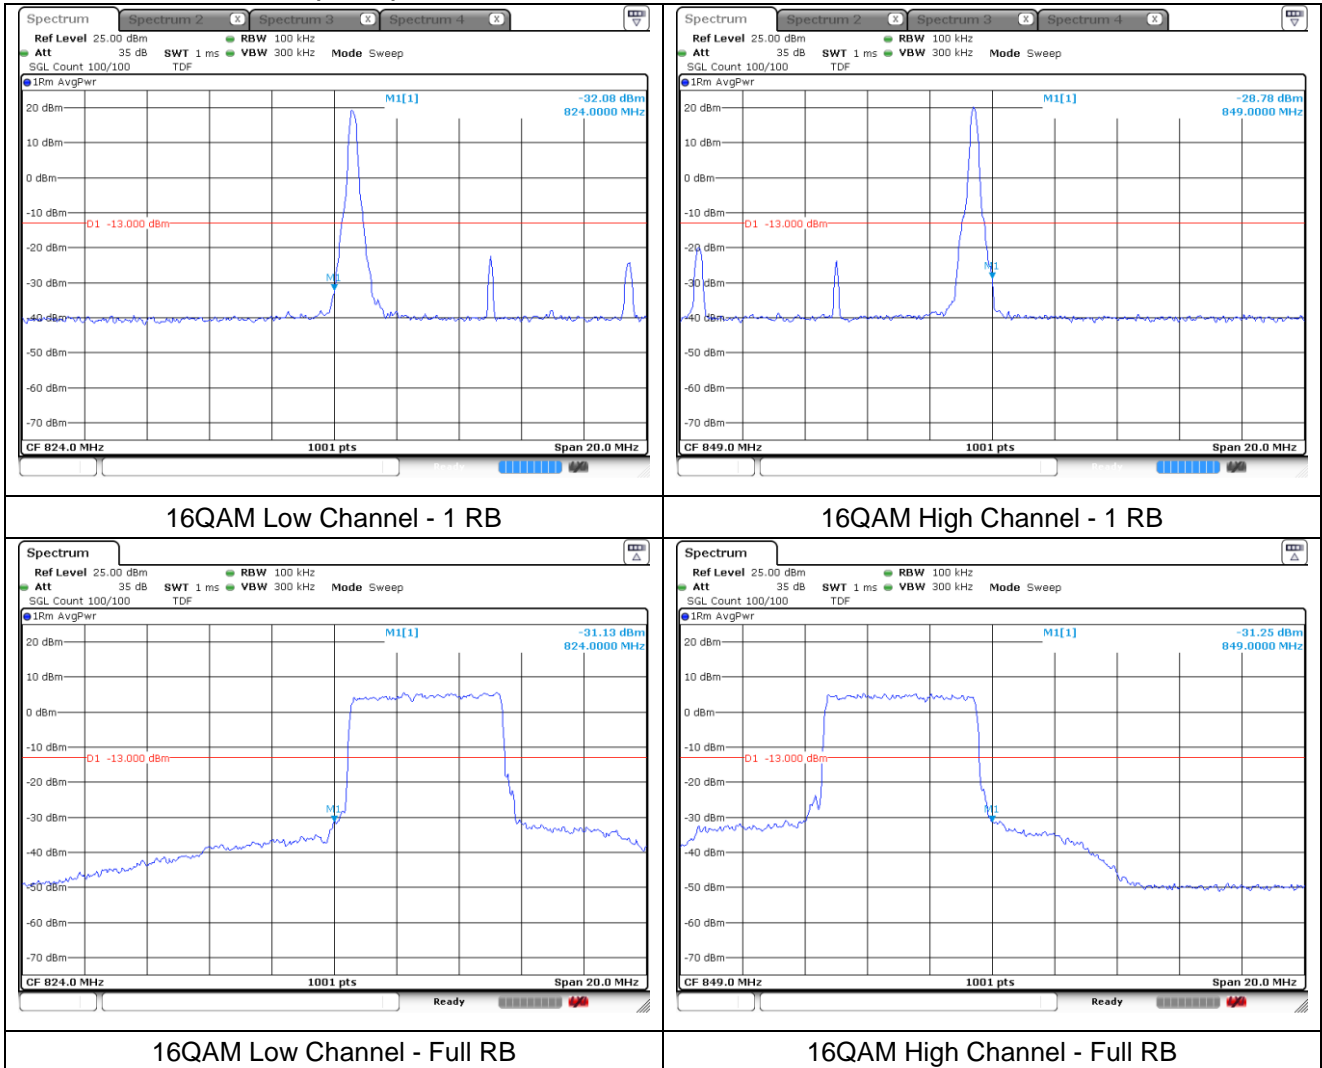 Spectrum Spectrum 2 X Spectrum 3 X Spectrum 4 X
Ref Level 25.00 dBm RBW 100 kHz
Att 35 dB SWT 1 ms VBW 300 kHz Mode Sweep
SGL Count 100/100 TDF
1Rm AvgPwr
M1[1] -32.08 dBm
824.0000 MHz
20 dBm
10 dBm
0 dBm
-10 dBm
D1 -13.000 dBm
-20 dBm
M1
-30 dBm
-40 dBm
-50 dBm
-60 dBm
-70 dBm
CF 824.0 MHz 1001 pts Span 20.0 MHz
Ready
16QAM Low Channel - 1 RB
Spectrum Spectrum 2 X Spectrum 3 X Spectrum 4 X
Ref Level 25.00 dBm RBW 100 kHz
Att 35 dB SWT 1 ms VBW 300 kHz Mode Sweep
SGL Count 100/100 TDF
1Rm AvgPwr
M1[1] -28.78 dBm
849.0000 MHz
20 dBm
10 dBm
0 dBm
-10 dBm
D1 -13.000 dBm
-20 dBm
M1
-30 dBm
-40 dBm
-50 dBm
-60 dBm
-70 dBm
CF 849.0 MHz 1001 pts Span 20.0 MHz
Ready
16QAM High Channel - 1 RB
Spectrum
Ref Level 25.00 dBm RBW 100 kHz
Att 35 dB SWT 1 ms VBW 300 kHz Mode Sweep
SGL Count 100/100 TDF
1Rm AvgPwr
M1[1] -31.13 dBm
824.0000 MHz
20 dBm
10 dBm
0 dBm
-10 dBm
D1 -13.000 dBm
-20 dBm
M1
-30 dBm
-40 dBm
-50 dBm
-60 dBm
-70 dBm
CF 824.0 MHz 1001 pts Span 20.0 MHz
Ready
16QAM Low Channel - Full RB
Spectrum
Ref Level 25.00 dBm RBW 100 kHz
Att 35 dB SWT 1 ms VBW 300 kHz Mode Sweep
SGL Count 100/100 TDF
1Rm AvgPwr
M1[1] -31.25 dBm
849.0000 MHz
20 dBm
10 dBm
0 dBm
-10 dBm
D1 -13.000 dBm
-20 dBm
M1
-30 dBm
-40 dBm
-50 dBm
-60 dBm
-70 dBm
CF 849.0 MHz 1001 pts Span 20.0 MHz
Ready
16QAM High Channel - Full RB